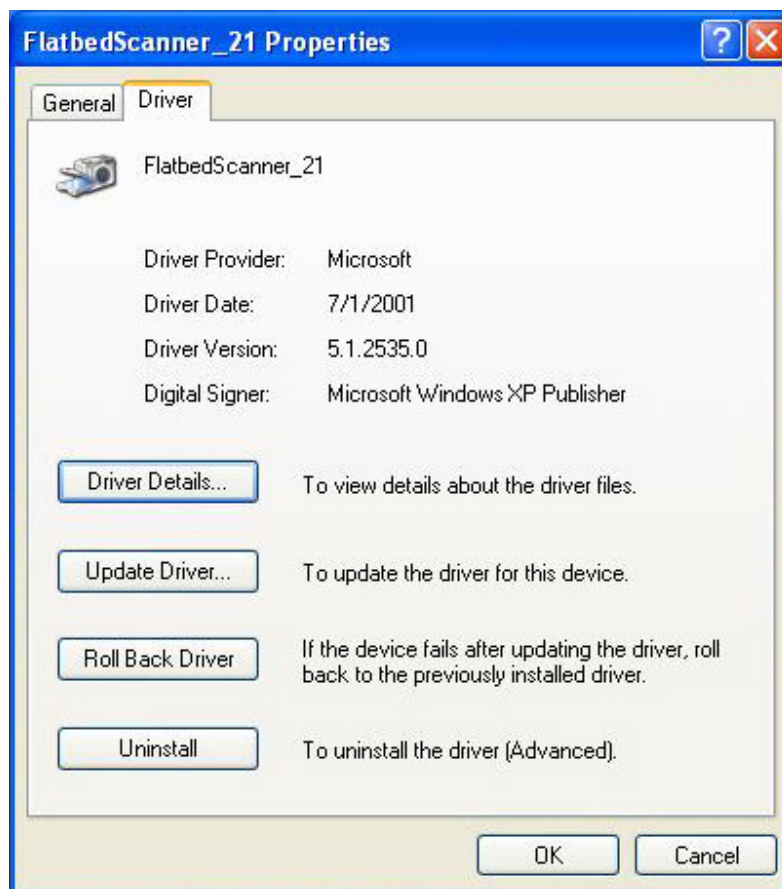 FlatbedScanner_21 Properties
General Driver
FlatbedScanner_21
Driver Provider: Microsoft
Driver Date: 7/1/2001
Driver Version: 5.1.2535.0
Digital Signer: Microsoft Windows XP Publisher
Driver Details... To view details about the driver files.
Update Driver... To update the driver for this device.
Roll Back Driver If the device fails after updating the driver, roll
back to the previously installed driver.
Uninstall To uninstall the driver (Advanced).
OK Cancel